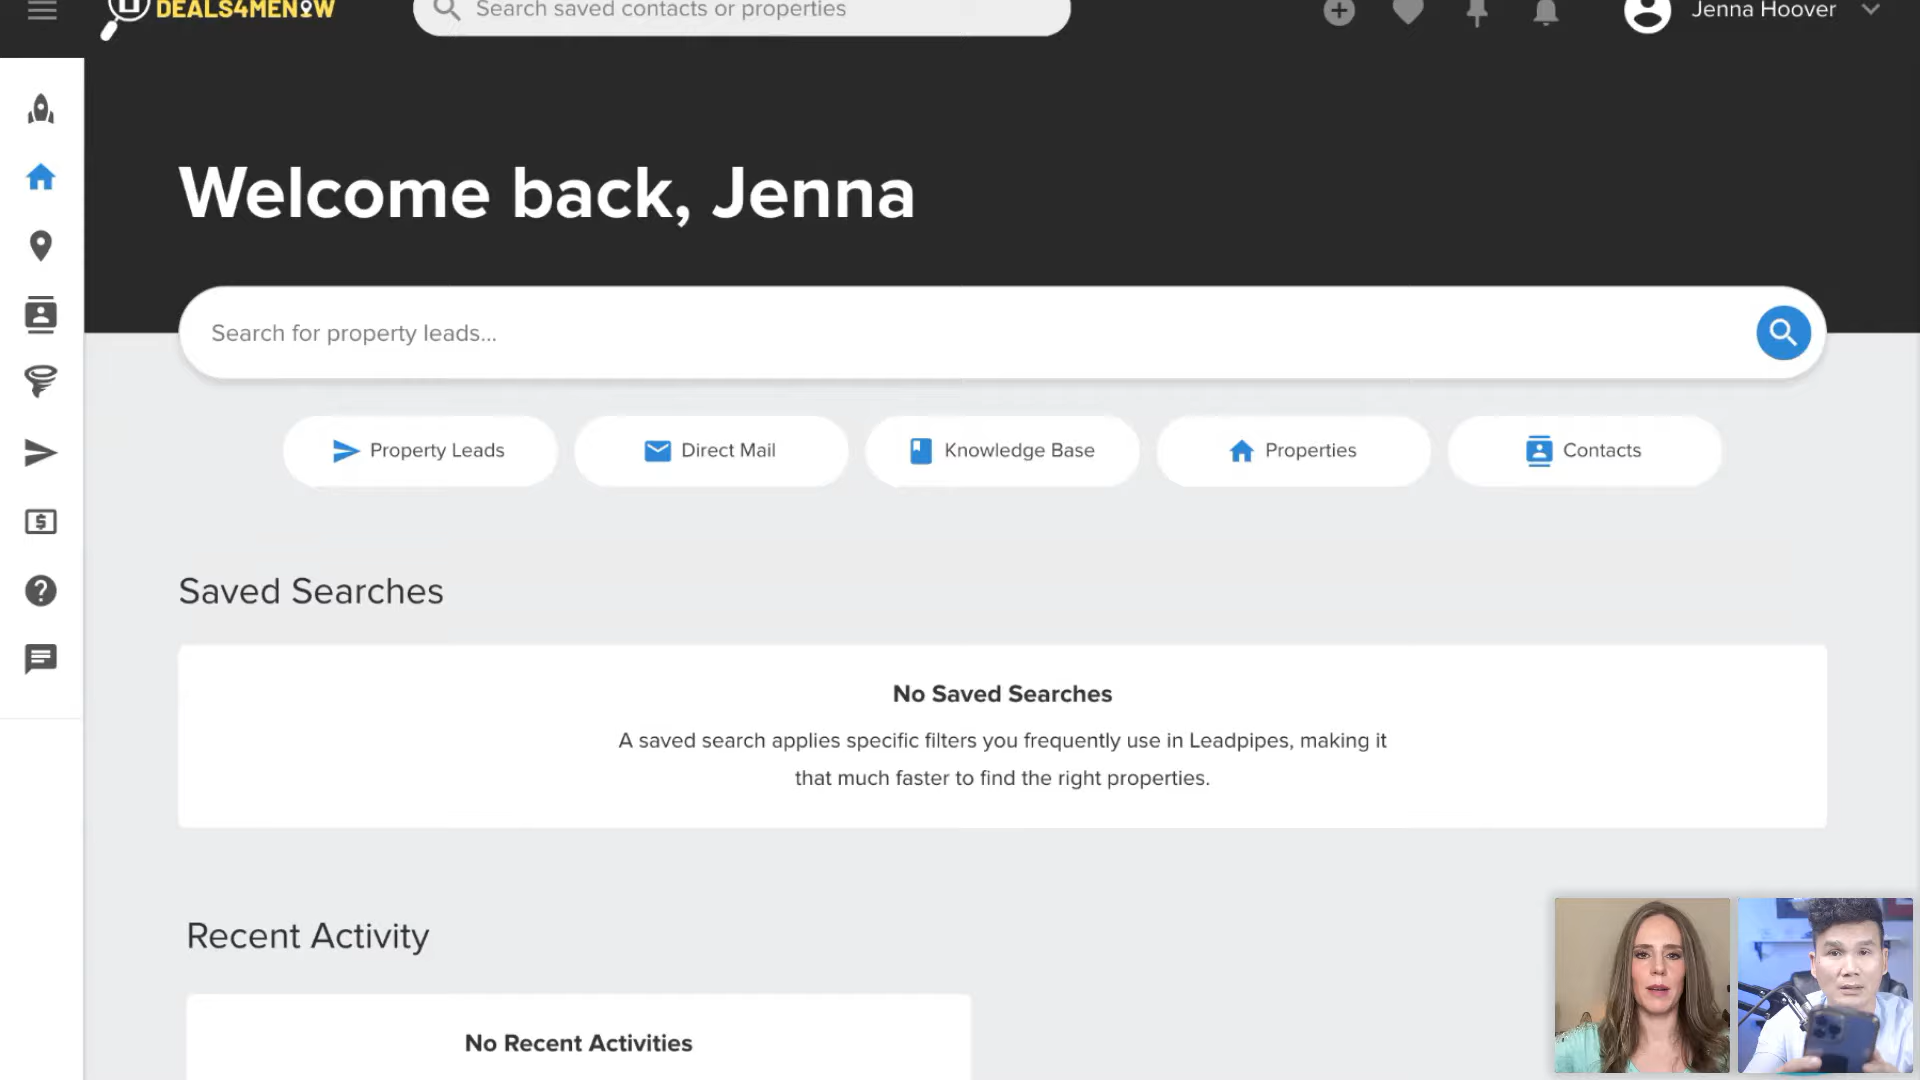 DEALS4MENOW
Search saved contacts or properties
Jenna Hoover
Welcome back, Jenna
Search for property leads...
Property Leads
Direct Mail
Knowledge Base
Properties
Contacts
Saved Searches
No Saved Searches
A saved search applies specific filters you frequently use in Leadpipes, making it
that much faster to find the right properties.
Recent Activity
No Recent Activities